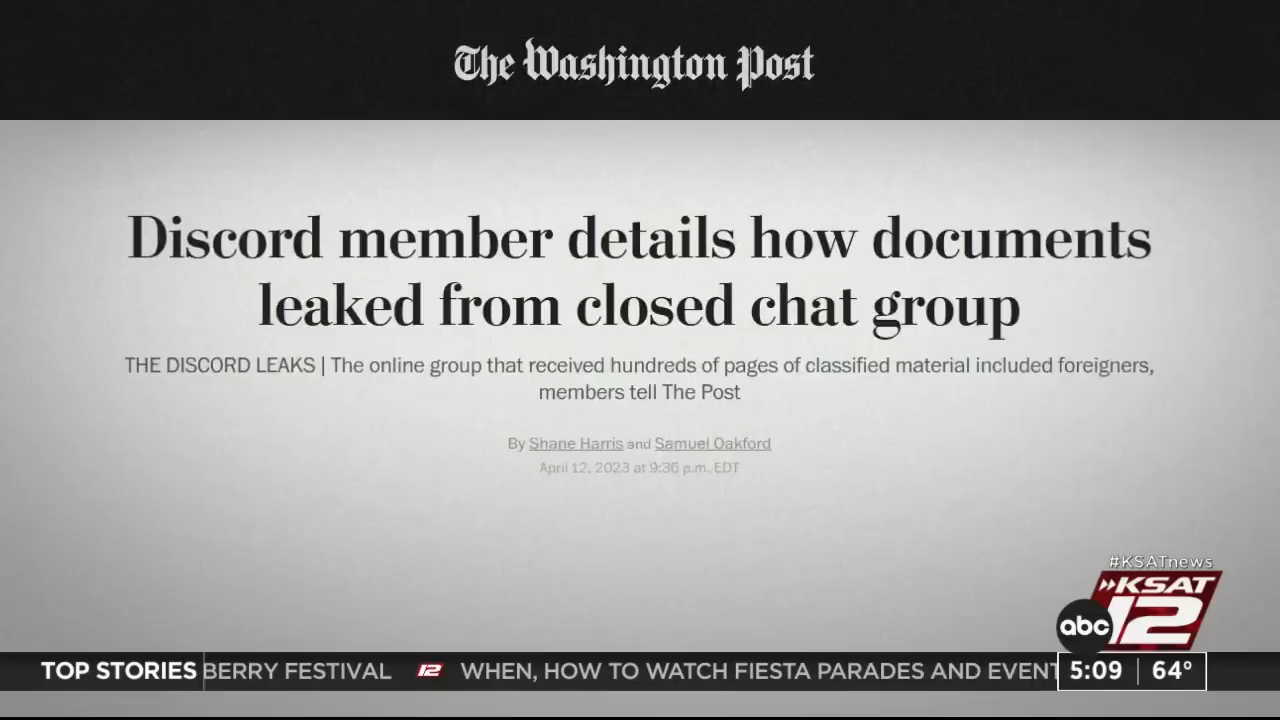 The Washington Post
Discord member details how documents
leaked from closed chat group
THE DISCORD LEAKS | The online group that received hundreds of pages of classified material included foreigners,
members tell The Post
By Shane Harris and Samuel Oakford
April 12, 2023 at 9:36 p.m. EDT
#KSATnews
KSAT
abc 12
TOP STORIES BERRY FESTIVAL 12 WHEN, HOW TO WATCH FIESTA PARADES AND EVENT 5:09 64°